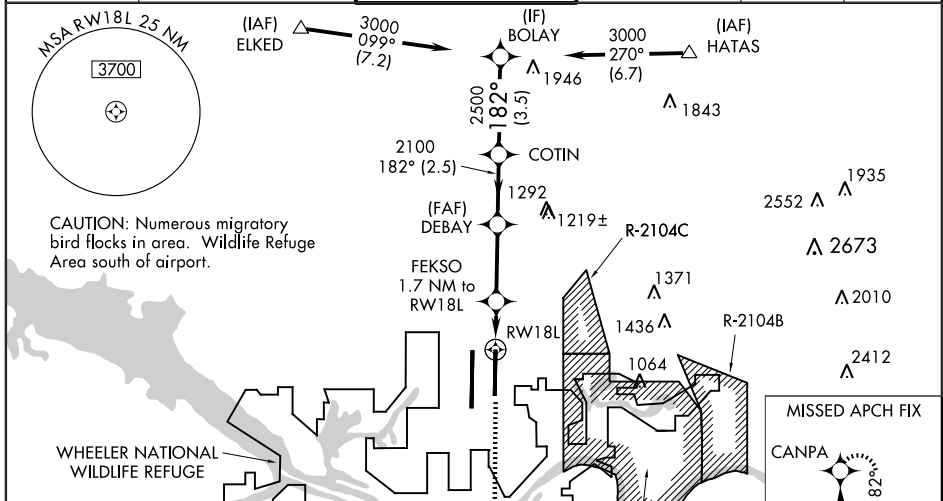 MSA RW18L 25 NM
3700
(IAF)
ELKED
3000
099°
(7.2)
(IF)
BOLAY
3000
270°
(6.7)
(IAF)
HATAS
1946
1843
2500
182°
(3.5)
COTIN
2100
182° (2.5)
1292
1219±
(FAF)
DEBAY
CAUTION: Numerous migratory
bird flocks in area. Wildlife Refuge
Area south of airport.
R-2104C
1935
2552
2673
FEKSO
1.7 NM to
RW18L
1371
1436
2010
R-2104B
RW18L
1064
2412
WHEELER NATIONAL
WILDLIFE REFUGE
MISSED APCH FIX
CANPA
82°